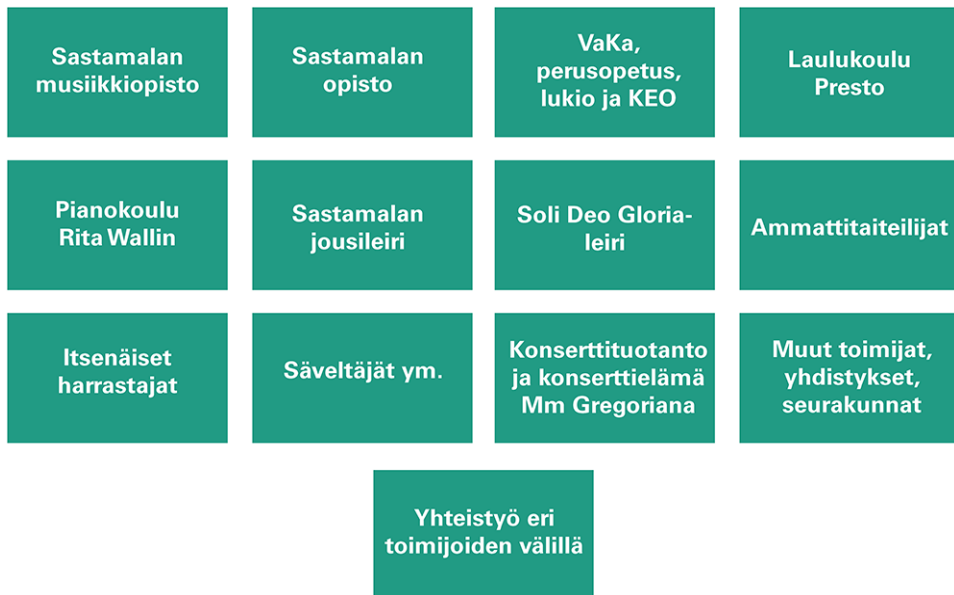 Sastamalan
musiikkiopisto
Sastamalan
opisto
VaKa,
perusopetus,
lukio ja KEO
Laulukoulu
Presto
Pianokoulu
Rita Wallin
Sastamalan
jousileiri
Soli Deo Gloria-
leiri
Ammattitaiteilijat
Itsenäiset
harrastajat
Säveltäjät ym.
Konserttituotanto
ja konserttielämä
Mm Gregoriana
Muut toimijat,
yhdistykset,
seurakunnat
Yhteistyö eri
toimijoiden välillä